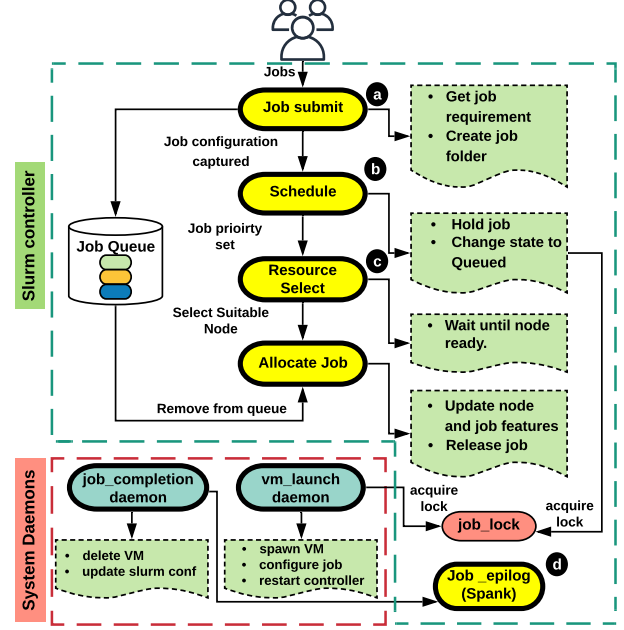 Jobs
Job submit
a
• Get job
requirement
• Create job
folder
Job configuration
captured
b
Schedule
Job prioirty
set
• Hold job
• Change state to
Queued
c
Resource
Select
Job Queue
Slurm controller
Select Suitable
Node
• Wait until node
ready.
Allocate Job
Remove from queue
• Update node
and job features
• Release job
System Daemons
job_completion
daemon
vm_launch
daemon
acquire
lock
job_lock
acquire
lock
• delete VM
• update slurm conf
• spawn VM
• configure job
• restart controller
d
Job _epilog
(Spank)